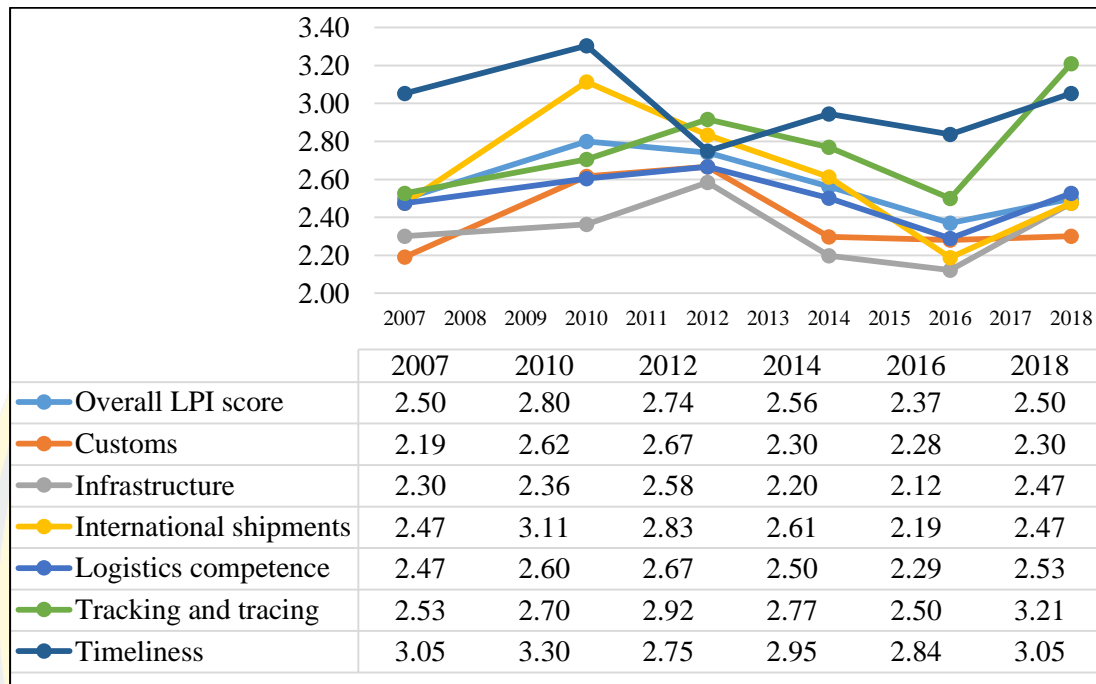 3.40
3.20
3.00
2.80
2.60
2.40
2.20
2.00
2007 2008 2009 2010 2011 2012 2013 2014 2015 2016 2017 2018
2007 2010 2012 2014 2016 2018
Overall LPI score 2.50 2.80 2.74 2.56 2.37 2.50
Customs 2.19 2.62 2.67 2.30 2.28 2.30
Infrastructure 2.30 2.36 2.58 2.20 2.12 2.47
International shipments 2.47 3.11 2.83 2.61 2.19 2.47
Logistics competence 2.47 2.60 2.67 2.50 2.29 2.53
Tracking and tracing 2.53 2.70 2.92 2.77 2.50 3.21
Timeliness 3.05 3.30 2.75 2.95 2.84 3.05